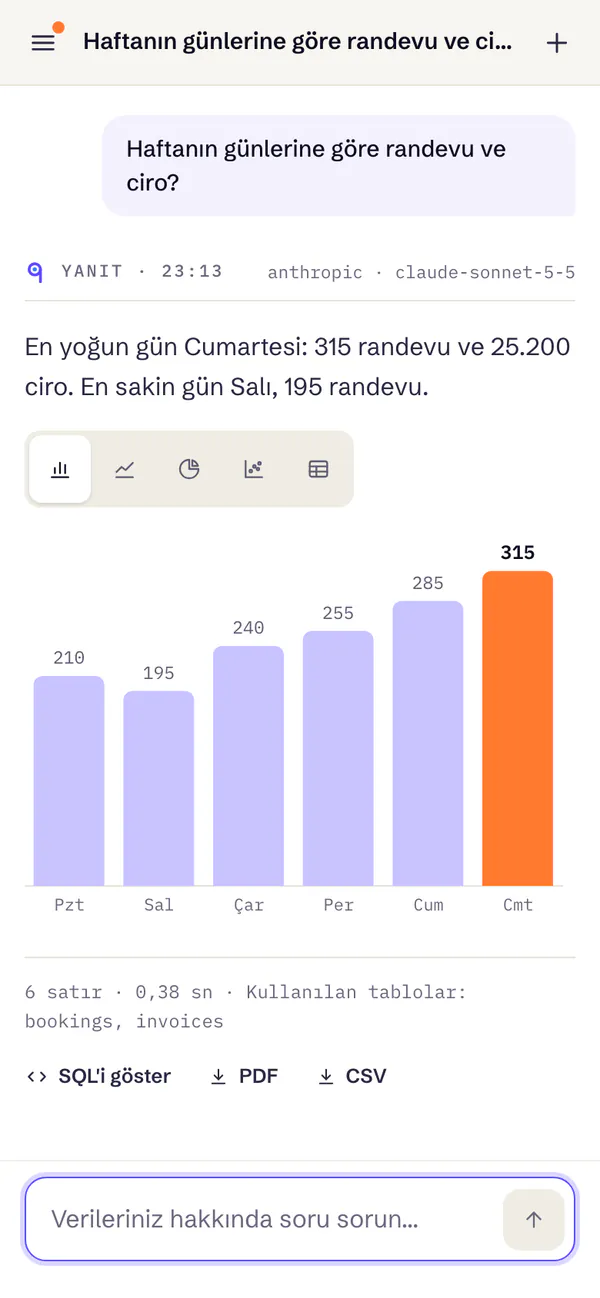 Haftanın günlerine göre randevu ve ci...
Haftanın günlerine göre randevu ve
ciro?
YANIT · 23:13
anthropic · claude-sonnet-5-5
En yoğun gün Cumartesi: 315 randevu ve 25.200
ciro. En sakin gün Salı, 195 randevu.
315
285
255
240
210
195
Pzt Sal Çar Per Cum Cmt
6 satır · 0,38 sn · Kullanılan tablolar:
bookings, invoices
SQL'i göster PDF CSV
Verileriniz hakkında soru sorun...